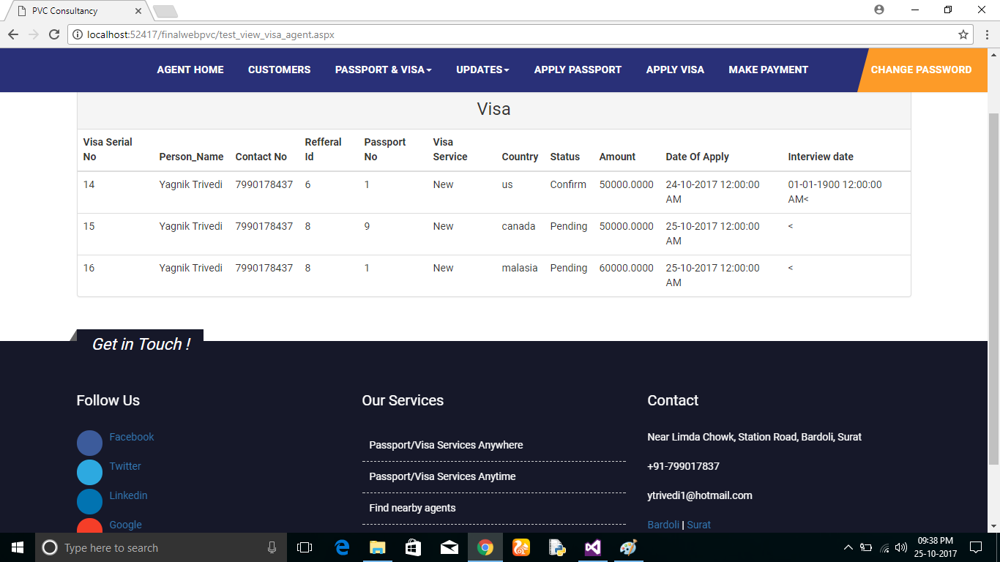 PVC Consultancy
localhost:52417/finalwebpvc/test_view_visa_agent.aspx
AGENT HOME CUSTOMERS PASSPORT & VISA UPDATES APPLY PASSPORT APPLY VISA MAKE PAYMENT CHANGE PASSWORD
Visa
Visa Serial No Person_Name Contact No Refferal Id Passport No Visa Service Country Status Amount Date Of Apply Interview date
14 Yagnik Trivedi 7990178437 6 1 New us Confirm 50000.0000 24-10-2017 12:00:00 AM 01-01-1900 12:00:00 AM<
15 Yagnik Trivedi 7990178437 8 9 New canada Pending 50000.0000 25-10-2017 12:00:00 AM <
16 Yagnik Trivedi 7990178437 8 1 New malasia Pending 60000.0000 25-10-2017 12:00:00 AM <
Get in Touch !
Follow Us
Facebook
Twitter
Linkedin
Google
Our Services
Passport/Visa Services Anywhere
Passport/Visa Services Anytime
Find nearby agents
Contact
Near Limda Chowk, Station Road, Bardoli, Surat
+91-799017837
ytrivedi1@hotmail.com
Bardoli | Surat
Type here to search
09:38 PM
25-10-2017